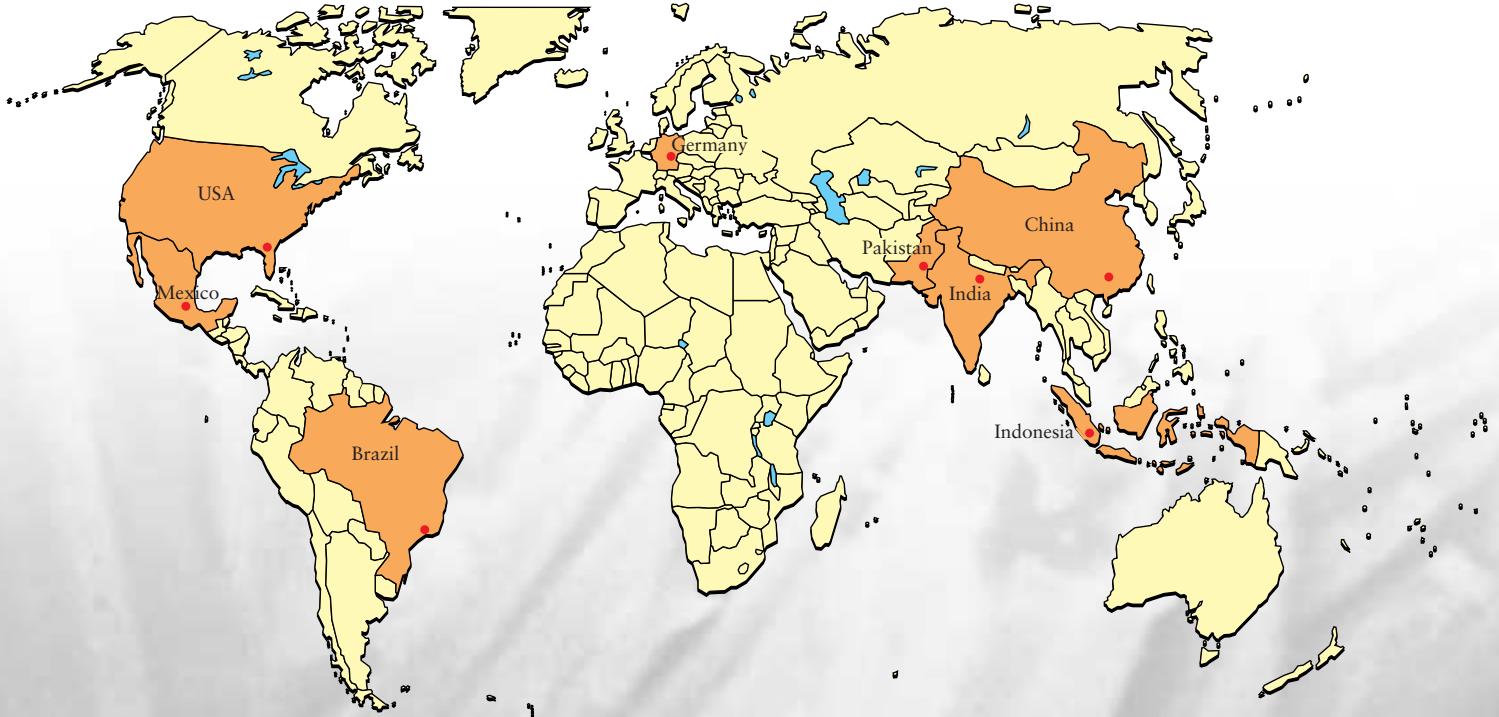 Germany
USA
China
Pakistan
Mexico
India
Indonesia
Brazil